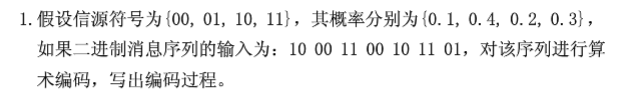 1. 假设信源符号为{00, 01, 10, 11}，其概率分别为{0.1, 0.4, 0.2, 0.3}，
如果二进制消息序列的输入为：10 00 11 00 10 11 01，对该序列进行算
术编码，写出编码过程。